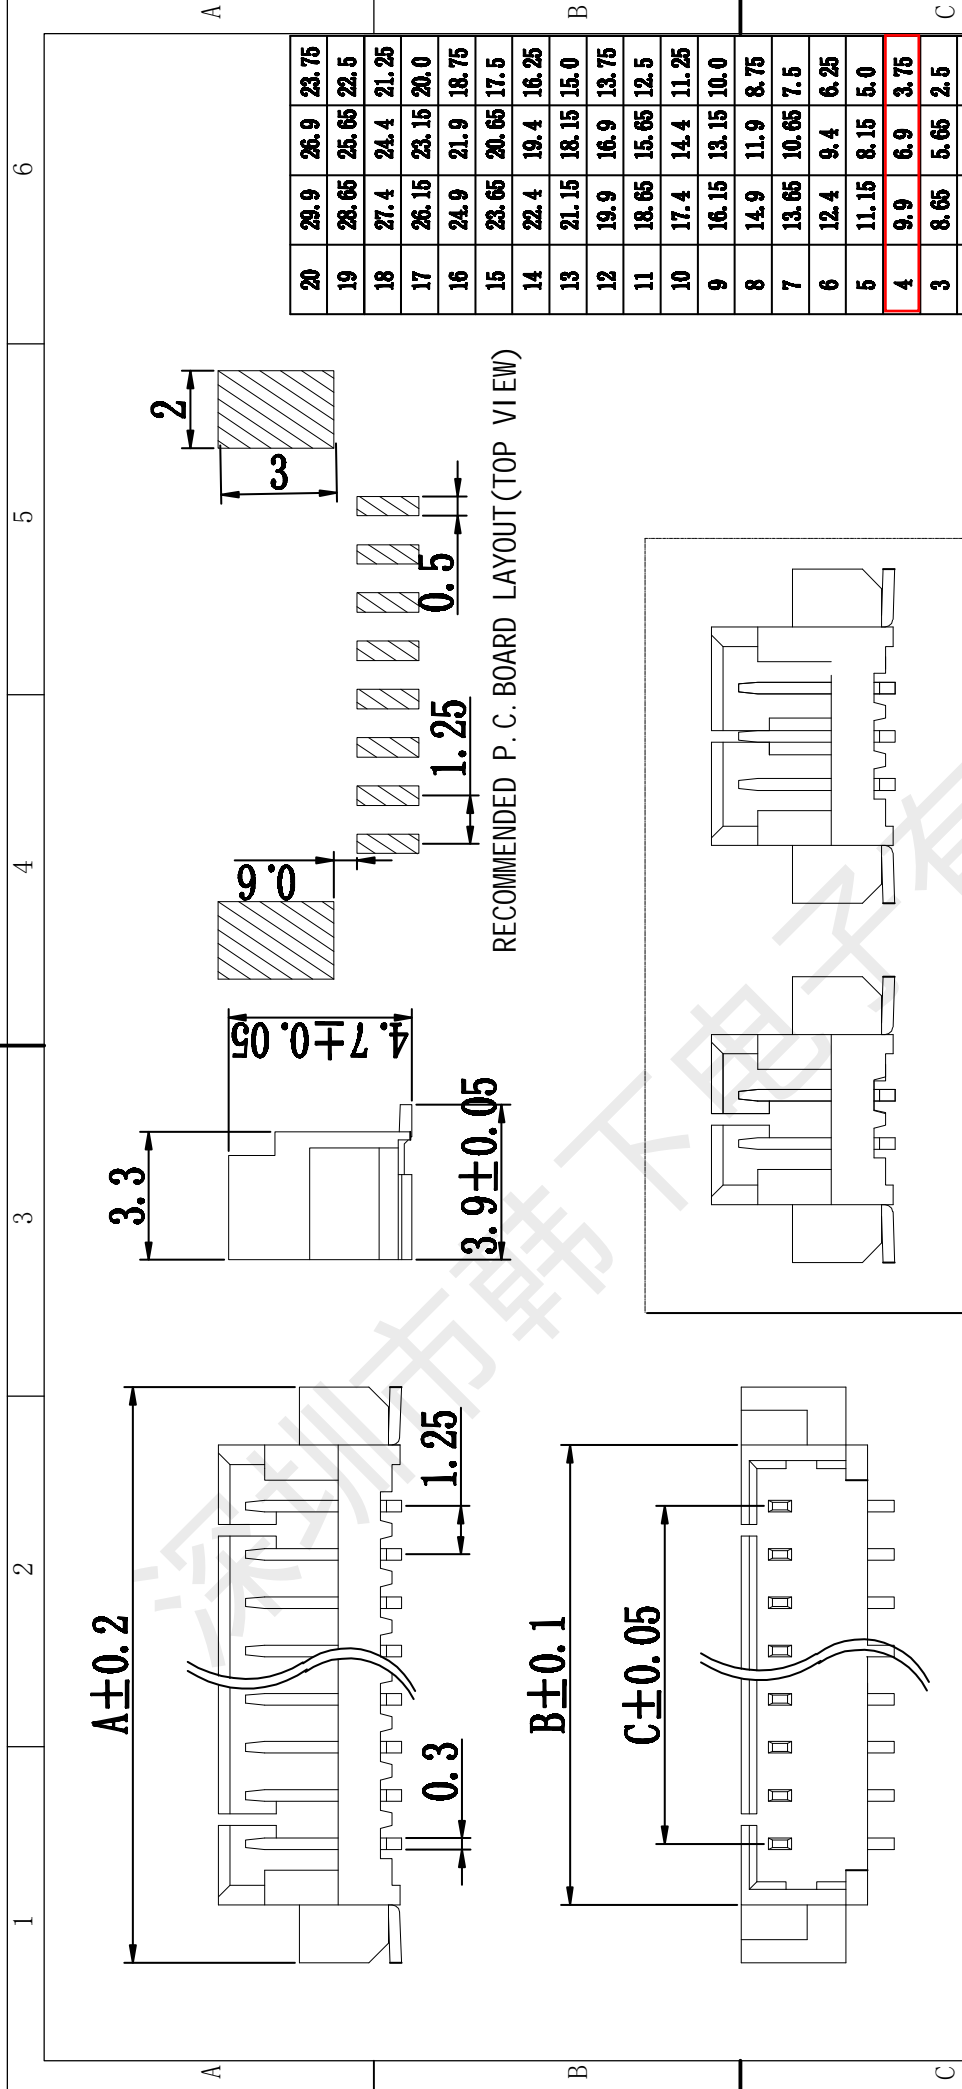 1 2 3 4 5 6
A
B
C
A
B
C
A±0.2
0.3
1.25
3.3
3.9±0.05
4.7±0.05
0.6
1.25
0.5
3
2
RECOMMENDED P.C.BOARD LAYOUT(TOP VIEW)
B±0.1
C±0.05
20 29.9 26.9 23.75
19 28.65 25.65 22.5
18 27.4 24.4 21.25
17 26.15 23.15 20.0
16 24.9 21.9 18.75
15 23.65 20.65 17.5
14 22.4 19.4 16.25
13 21.15 18.15 15.0
12 19.9 16.9 13.75
11 18.65 15.65 12.5
10 17.4 14.4 11.25
9 16.15 13.15 10.0
8 14.9 11.9 8.75
7 13.65 10.65 7.5
6 12.4 9.4 6.25
5 11.15 8.15 5.0
4 9.9 6.9 3.75
3 8.65 5.65 2.5
深圳市韩下电子有